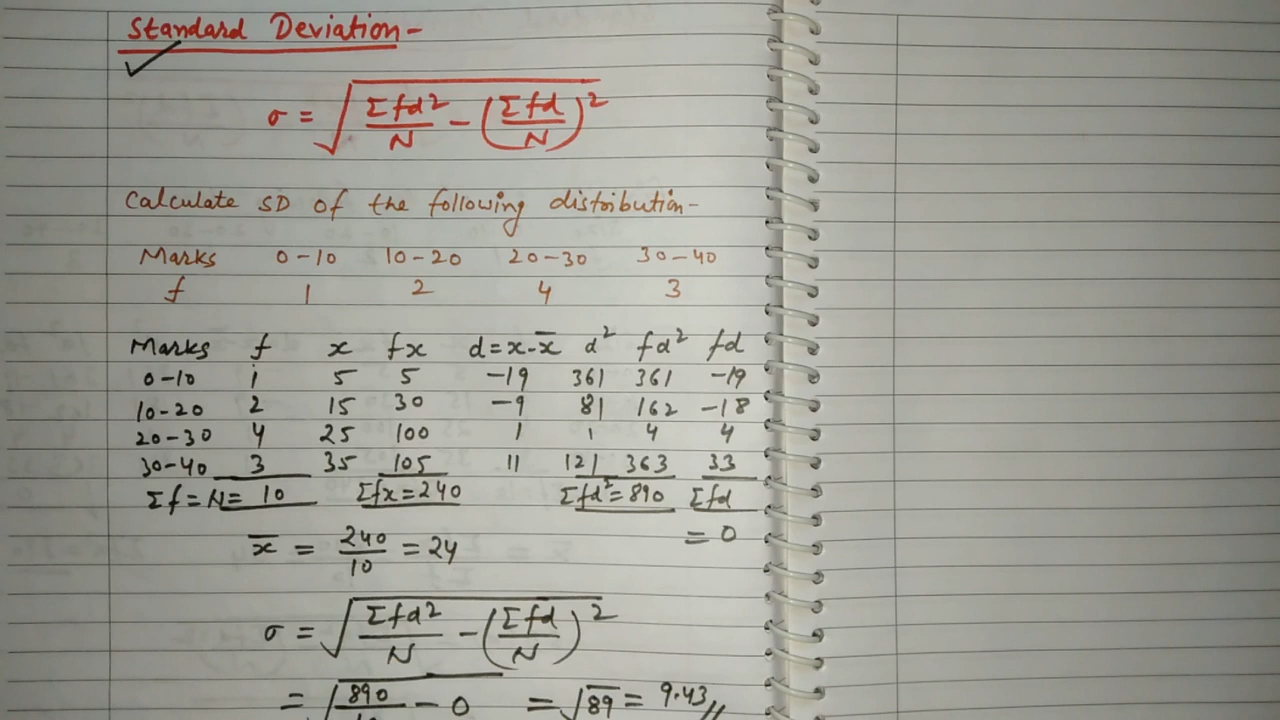 Standard Deviation-
σ = √(Σfd²/N - (Σfd/N)²)
Calculate SD of the following distribution-
Marks 0-10 10-20 20-30 30-40
f 1 2 4 3
Marks f x fx d=x-x̄ d² fd² fd
0-10 1 5 5 -19 361 361 -19
10-20 2 15 30 -9 81 162 -18
20-30 4 25 100 1 1 4 4
30-40 3 35 105 11 121 363 33
Σf=N= 10 Σfx=240 Σfd²=890 Σfd
= 0
x̄ = 240/10 = 24
σ = √(Σfd²/N - (Σfd/N)²)
= √(890/10 - 0) = √89 = 9.43